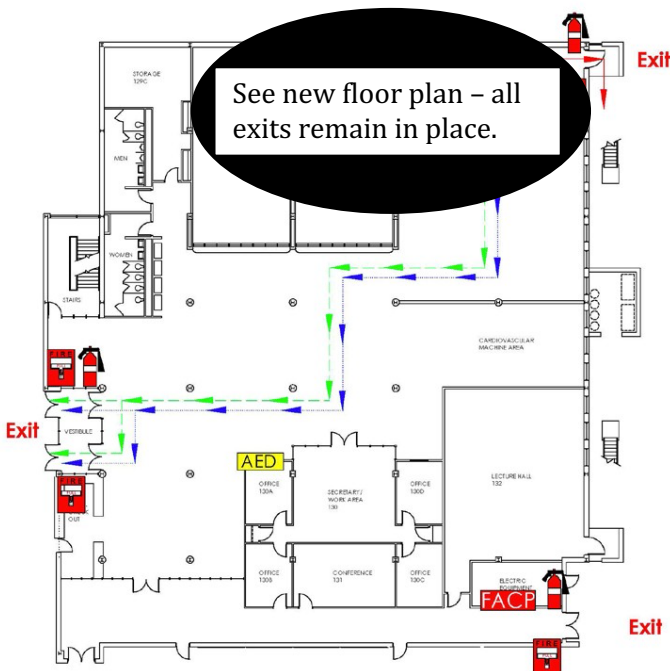 Exit
STORAGE
129C
See new floor plan – all
exits remain in place.
MEN
WOMEN
STAIRS
CARDIOVASCULAR
MACHINE AREA
FIRE
Exit
VESTIBULE
AED
OFFICE
130A
SECRETARY/
WORK AREA
130
OFFICE
130D
LECTURE HALL
132
FIRE
OUT
OFFICE
130B
CONFERENCE
131
OFFICE
130C
ELECTRIC
EQUIPMENT
FACP
Exit
FIRE